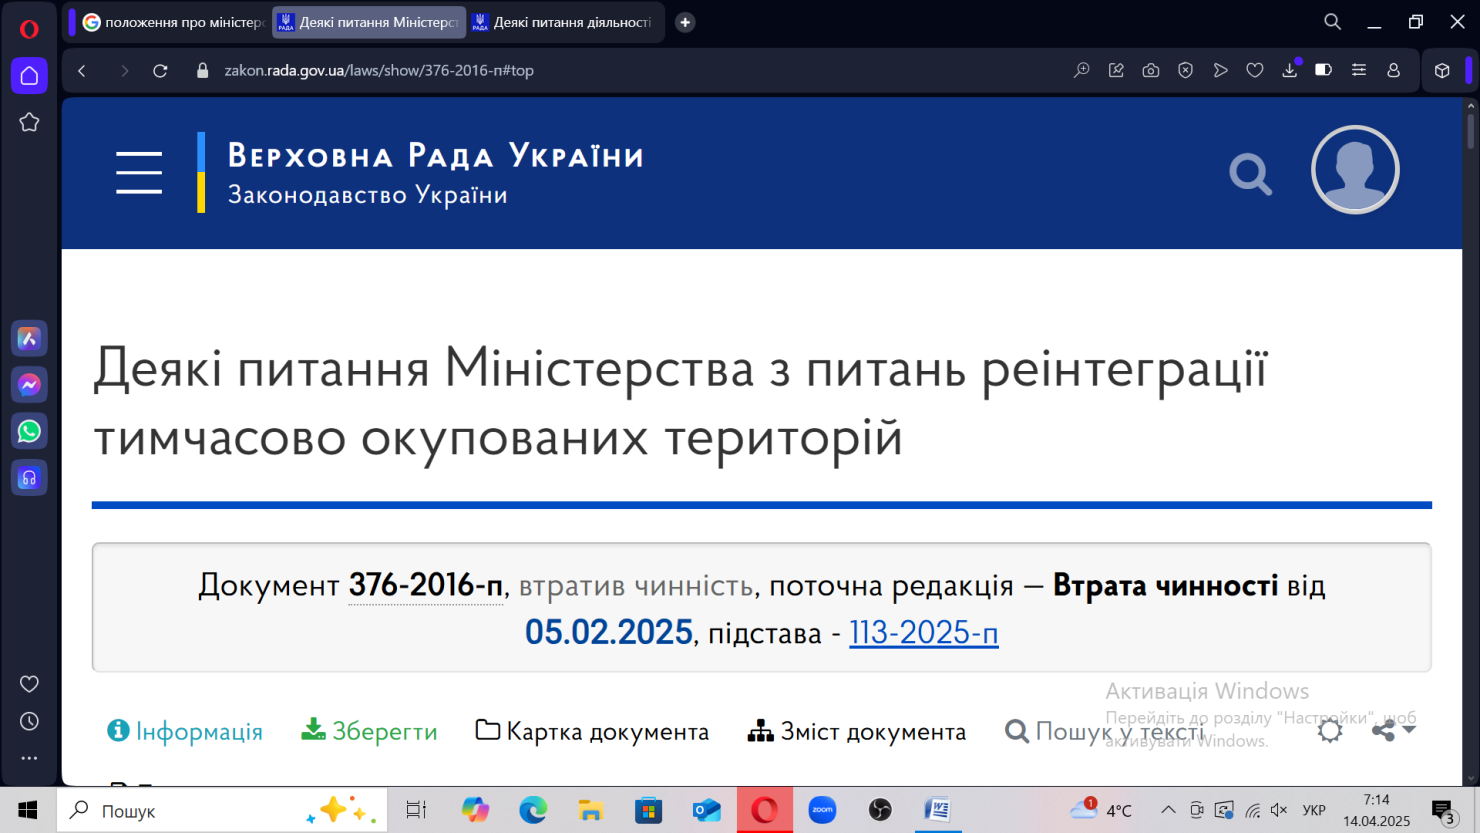 положення про міністерс
Деякі питання Міністерст
Деякі питання діяльності
zakon.rada.gov.ua/laws/show/376-2016-п#top
Верховна Рада України
Законодавство України
Деякі питання Міністерства з питань реінтеграції
тимчасово окупованих територій
Документ 376-2016-п, втратив чинність, поточна редакція — Втрата чинності від
05.02.2025, підстава - 113-2025-п
Активація Windows
Перейдіть до розділу "Настройки", щоб
активувати Windows.
Інформація
Зберегти
Картка документа
Зміст документа
Пошук у тексті
Пошук
zoom
1
4°C
УКР
7:14
14.04.2025
3